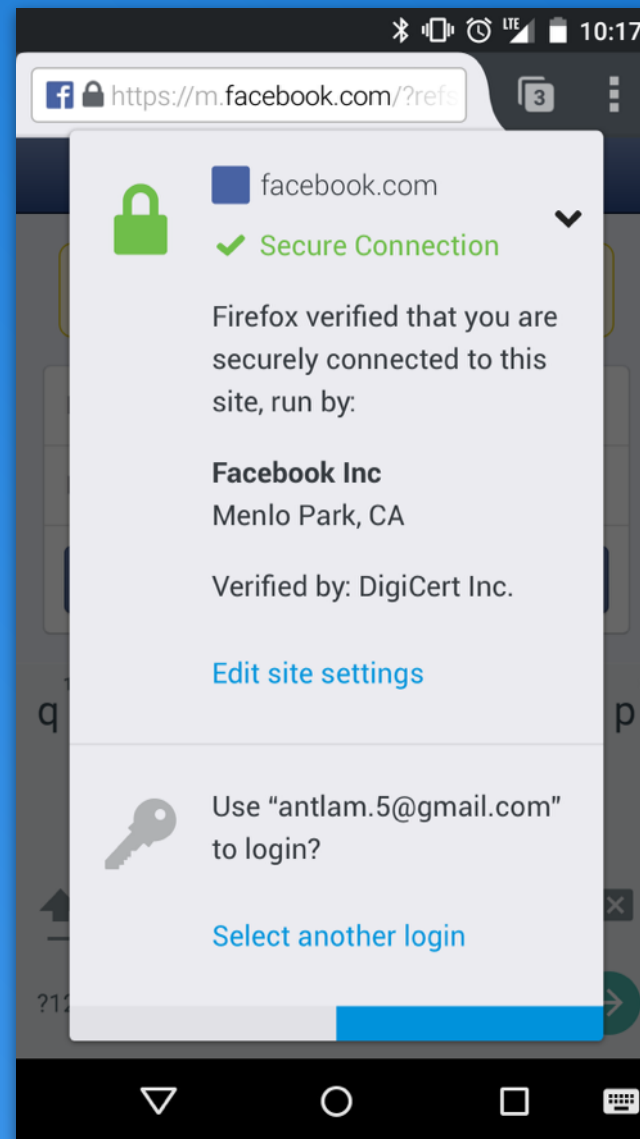 LTE 10:17
f https://m.facebook.com/?refs 3
facebook.com
Secure Connection
Firefox verified that you are
securely connected to this
site, run by:
Facebook Inc
Menlo Park, CA
Verified by: DigiCert Inc.
Edit site settings
q p
Use “antlam.5@gmail.com”
to login?
Select another login
?12